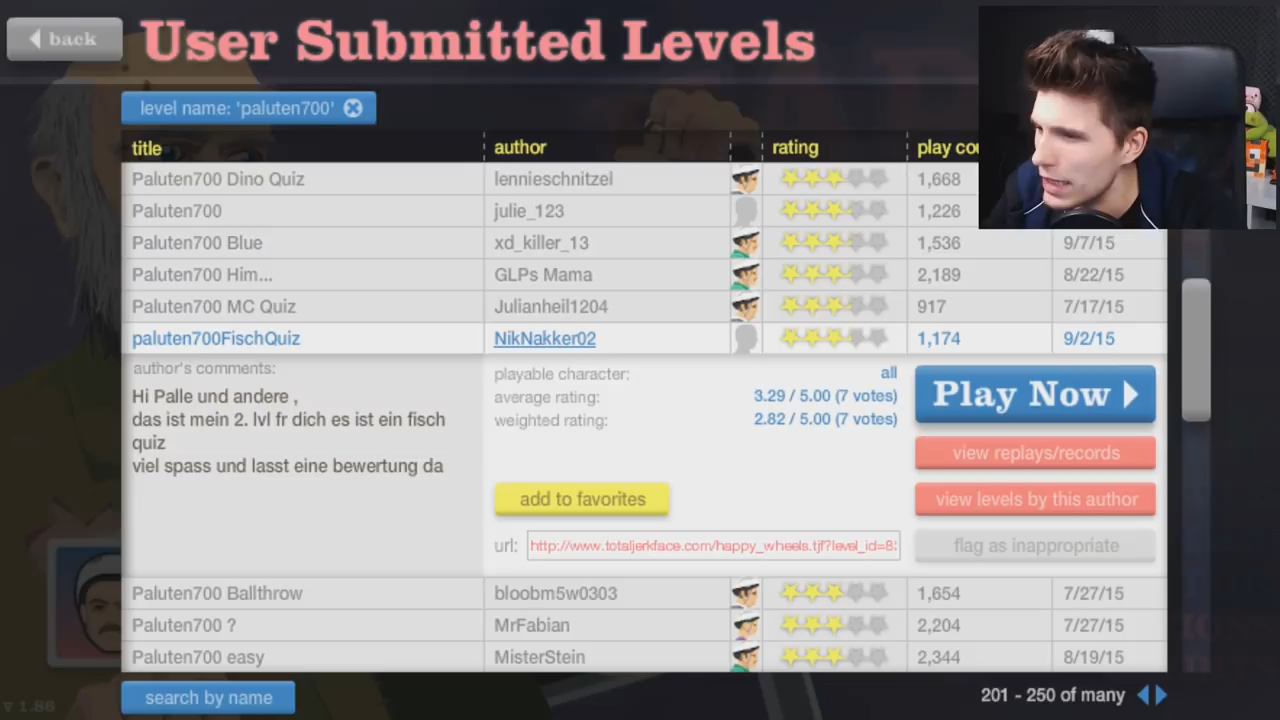 back
User Submitted Levels
level name: 'paluten700'
title author rating play cou
Paluten700 Dino Quiz lennieschnitzel 1,668
Paluten700 julie_123 1,226
Paluten700 Blue xd_killer_13 1,536 9/7/15
Paluten700 Him... GLPs Mama 2,189 8/22/15
Paluten700 MC Quiz Julianheil1204 917 7/17/15
paluten700FischQuiz NikNakker02 1,174 9/2/15
author's comments:
Hi Palle und andere ,
das ist mein 2. lvl fr dich es ist ein fisch
quiz
viel spass und lasst eine bewertung da
playable character: all
average rating: 3.29 / 5.00 (7 votes)
weighted rating: 2.82 / 5.00 (7 votes)
add to favorites
url: http://www.totaljerkface.com/happy_wheels.tjf?level_id=8
Play Now
view replays/records
view levels by this author
flag as inappropriate
Paluten700 Ballthrow bloobm5w0303 1,654 7/27/15
Paluten700 ? MrFabian 2,204 7/27/15
Paluten700 easy MisterStein 2,344 8/19/15
search by name
201 - 250 of many
v 1.86